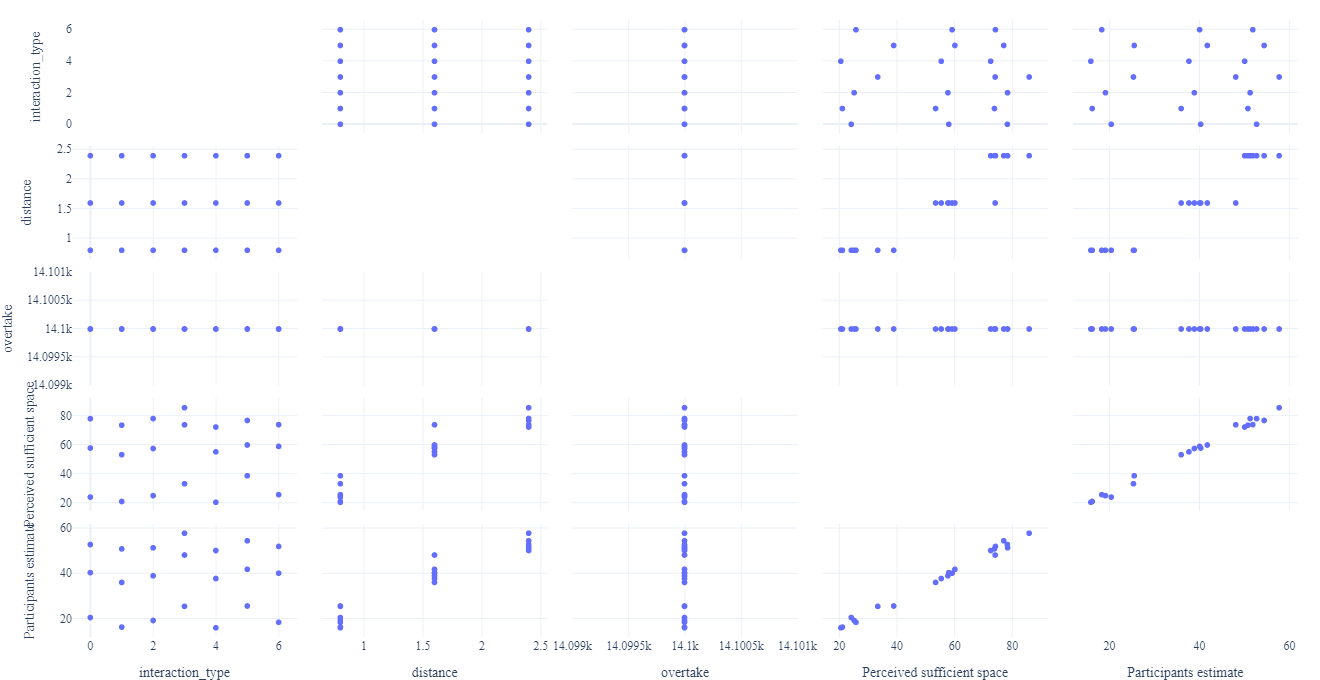 interaction_type
6
4
2
0
distance
2.5
2
1.5
1
overtake
14.101k
14.1005k
14.1k
14.0995k
14.099k
Perceived sufficient space
80
60
40
20
Participants estimate
60
40
20
0 2 4 6 1 1.5 2 2.5 14.099k 14.0995k 14.1k 14.1005k 14.101k 20 40 60 80 20 40 60
interaction_type distance overtake Perceived sufficient space Participants estimate